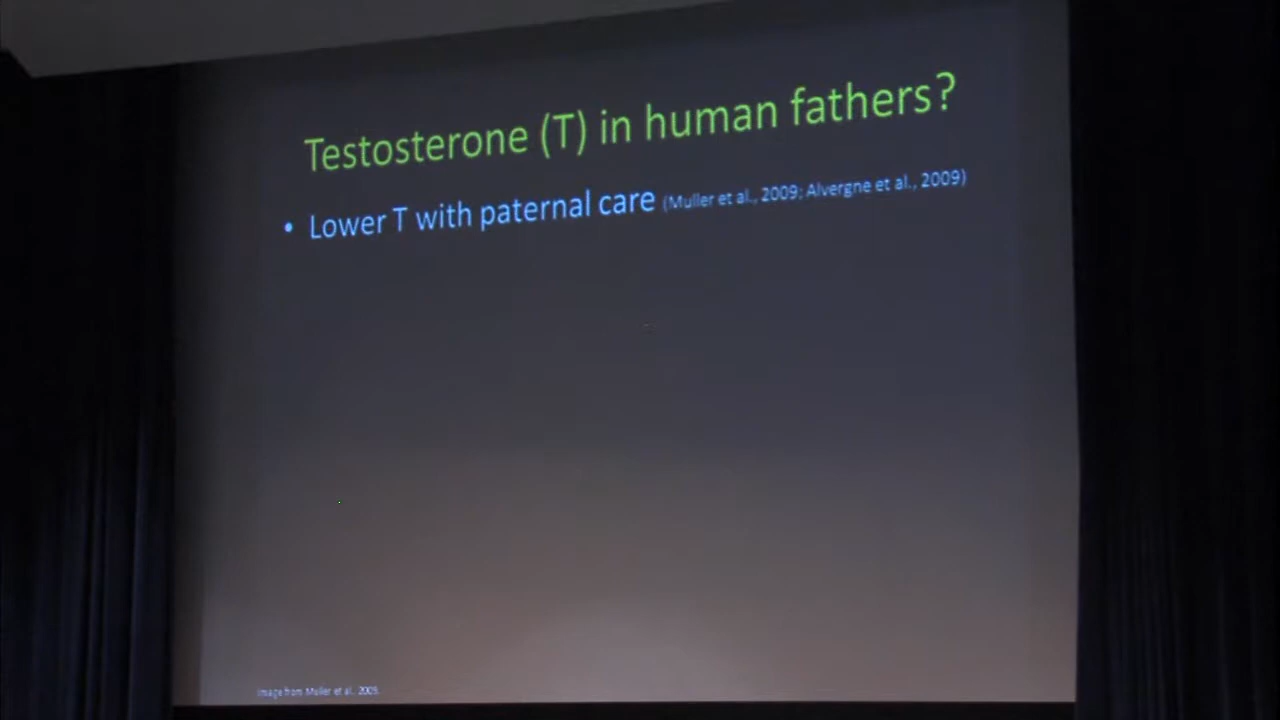 Testosterone (T) in human fathers?
• Lower T with paternal care (Muller et al., 2009; Alvergne et al., 2009)
Image from Muller et al. 2009.